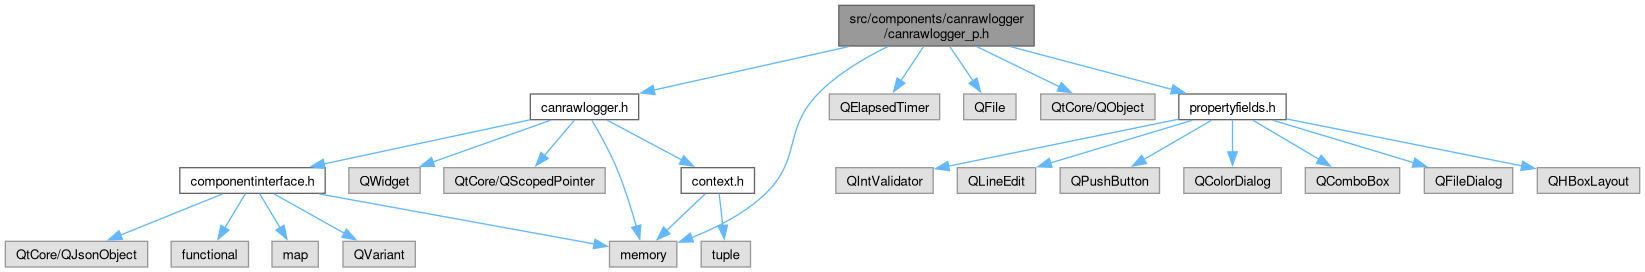 src/components/canrawlogger
/canrawlogger_p.h
canrawlogger.h
QElapsedTimer
QFile
QtCore/QObject
propertyfields.h
componentinterface.h
QWidget
QtCore/QScopedPointer
context.h
QIntValidator
QLineEdit
QPushButton
QColorDialog
QComboBox
QFileDialog
QHBoxLayout
QtCore/QJsonObject
functional
map
QVariant
memory
tuple